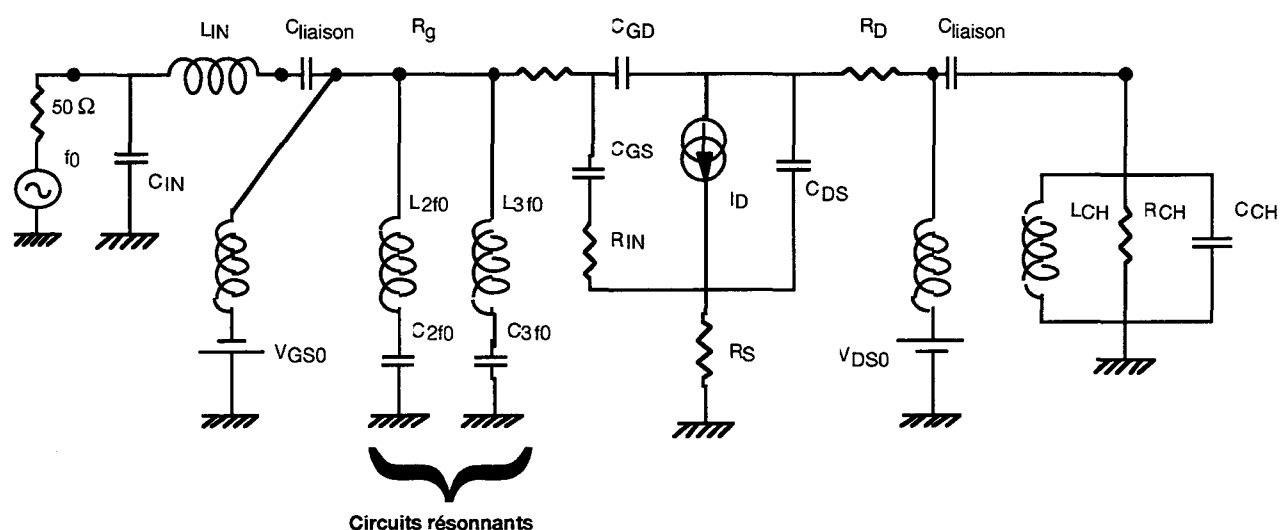 LIN
Cliaison
Rg
CGD
RD
Cliaison
50 Ω
f0
CIN
CGS
ID
CDS
LCH
RCH
CCH
L2f0
L3f0
RIN
VGS0
C2f0
C3f0
RS
VDS0
Circuits résonnants